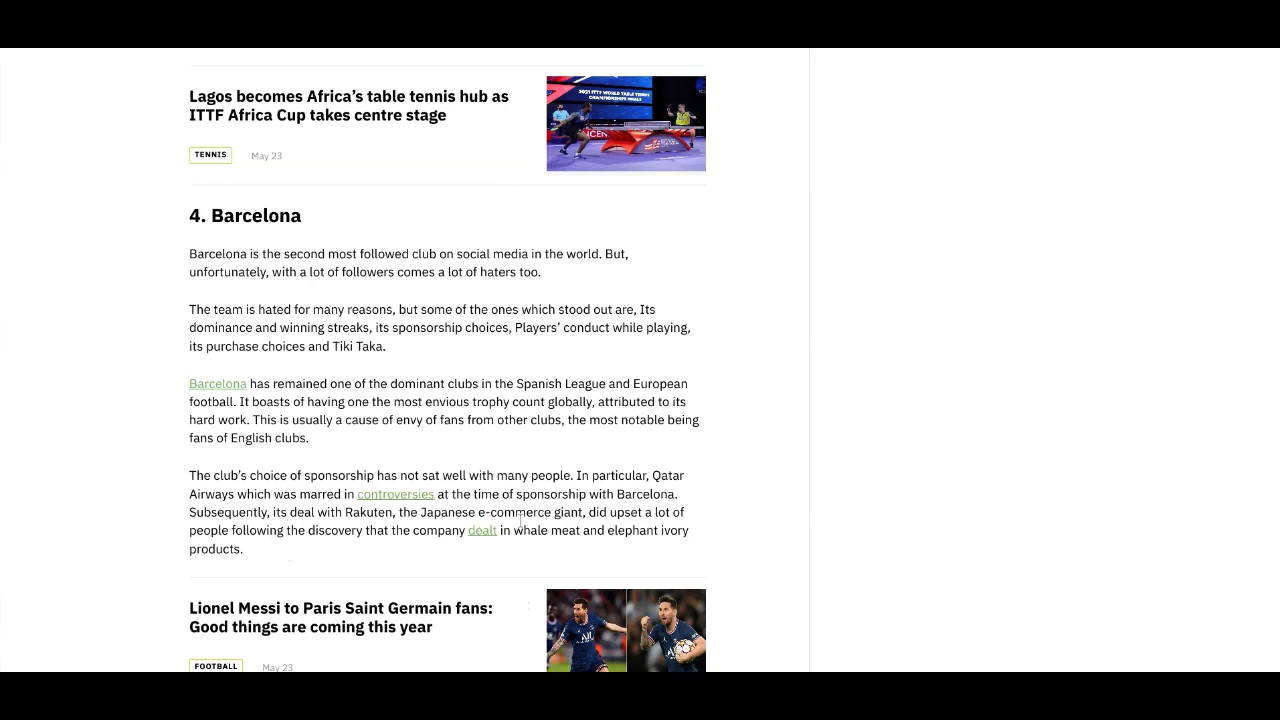 Lagos becomes Africa's table tennis hub as
ITTF Africa Cup takes centre stage
TENNIS May 23
2021 ITTF WORLD TABLE TENNIS
CHAMPIONSHIPS FINALS
4. Barcelona
Barcelona is the second most followed club on social media in the world. But,
unfortunately, with a lot of followers comes a lot of haters too.
The team is hated for many reasons, but some of the ones which stood out are, Its
dominance and winning streaks, its sponsorship choices, Players' conduct while playing,
its purchase choices and Tiki Taka.
Barcelona has remained one of the dominant clubs in the Spanish League and European
football. It boasts of having one the most envious trophy count globally, attributed to its
hard work. This is usually a cause of envy of fans from other clubs, the most notable being
fans of English clubs.
The club's choice of sponsorship has not sat well with many people. In particular, Qatar
Airways which was marred in controversies at the time of sponsorship with Barcelona.
Subsequently, its deal with Rakuten, the Japanese e-commerce giant, did upset a lot of
people following the discovery that the company dealt in whale meat and elephant ivory
products.
Lionel Messi to Paris Saint Germain fans:
Good things are coming this year
FOOTBALL May 23